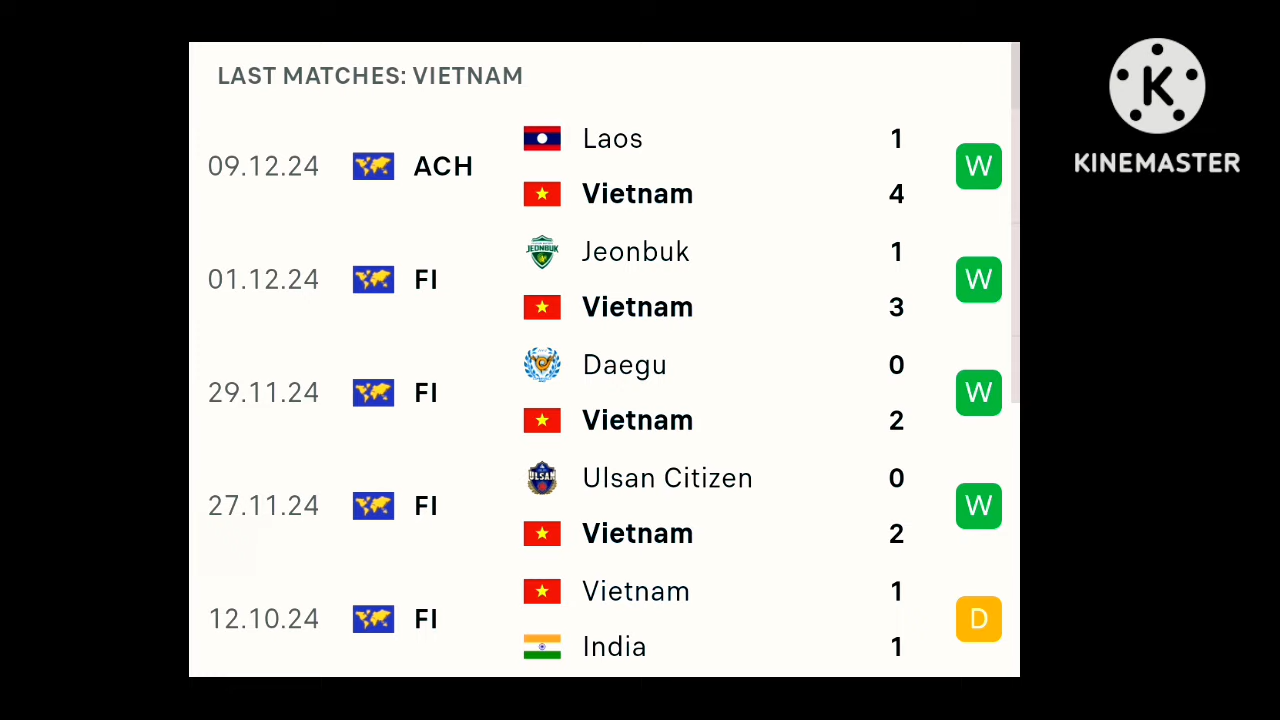 LAST MATCHES: VIETNAM
K
KINEMASTER
09.12.24 ACH Laos 1 W
Vietnam 4
01.12.24 FI JEONBUK Jeonbuk 1 W
Vietnam 3
29.11.24 FI Daegu 0 W
Vietnam 2
27.11.24 FI ULSAN Ulsan Citizen 0 W
Vietnam 2
12.10.24 FI Vietnam 1 D
India 1